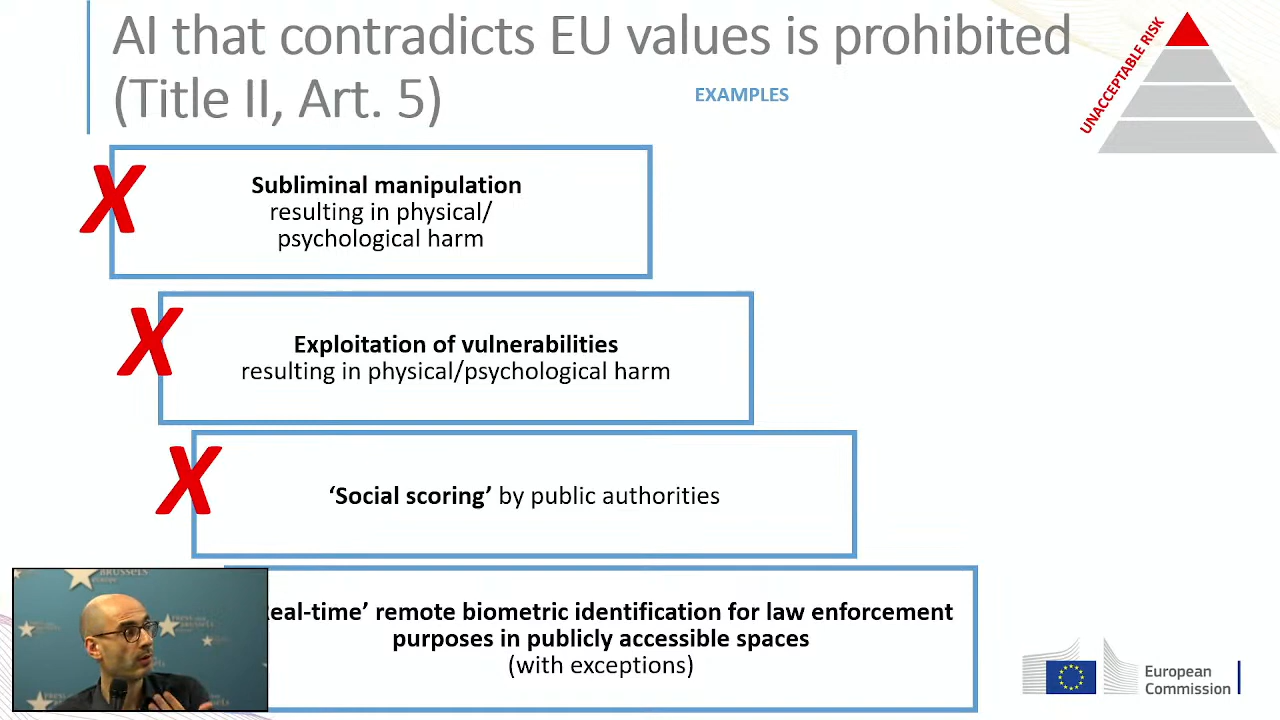 AI that contradicts EU values is prohibited
(Title II, Art. 5)
EXAMPLES
UNACCEPTABLE RISK
X
Subliminal manipulation
resulting in physical/
psychological harm
X
Exploitation of vulnerabilities
resulting in physical/psychological harm
X
‘Social scoring’ by public authorities
eal-time’ remote biometric identification for law enforcement
purposes in publicly accessible spaces
(with exceptions)
BRUSSELS
europe
European
Commission